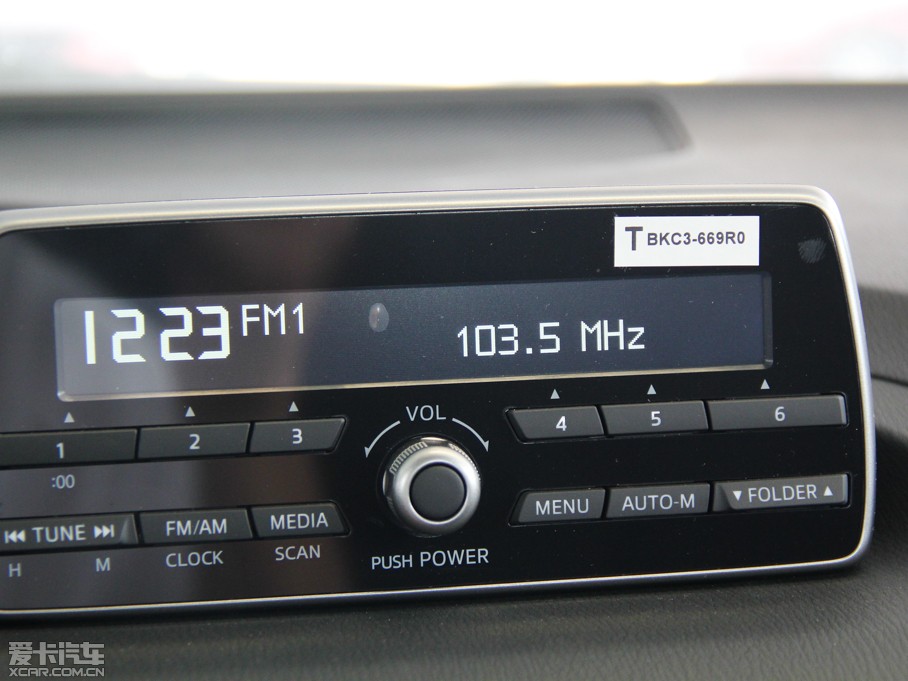 T BKC3-669R0
1223 FM1
103.5 MHz
VOL
1 2 3 4 5 6
:00
⏮ TUNE ⏭ FM/AM MEDIA MENU AUTO-M ▼ FOLDER ▲
H M CLOCK SCAN PUSH POWER
爱卡汽车
XCAR.COM.CN